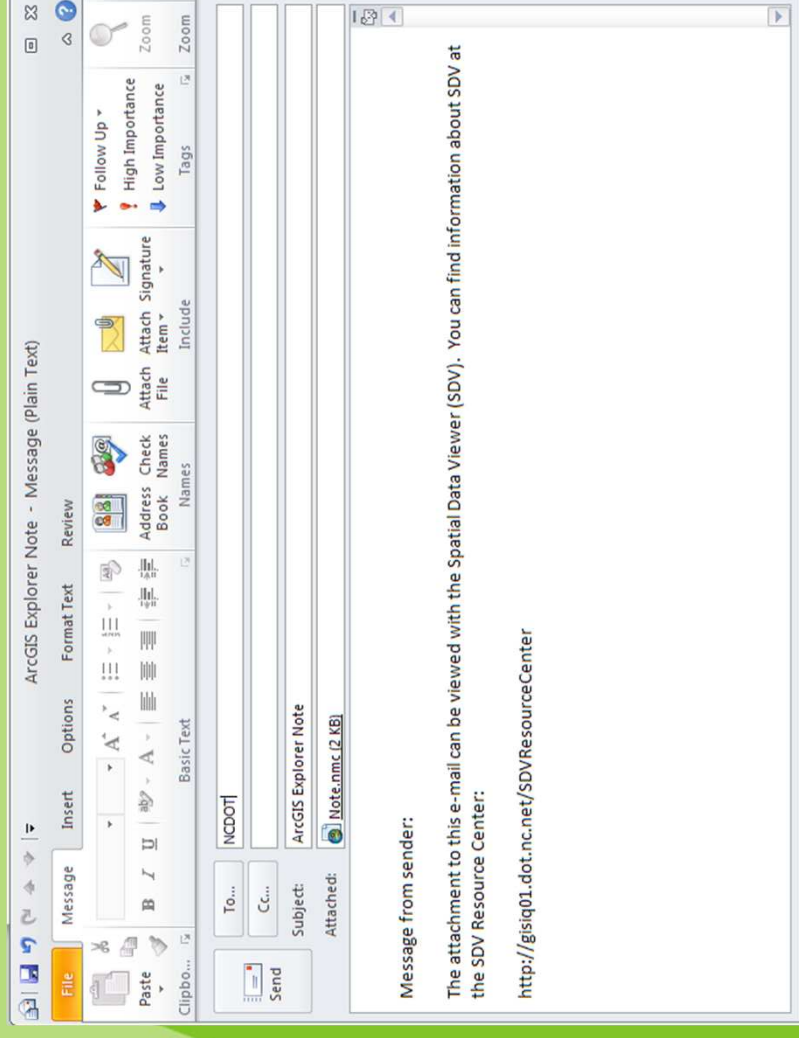 ArcGIS Explorer Note - Message (Plain Text)
File Message Insert Options Format Text Review
Paste
Clipbo...
B I U
Basic Text
Address Book
Check Names
Names
Attach File
Attach Item
Signature
Include
Follow Up
High Importance
Low Importance
Tags
Zoom
Zoom
Send
To... NCDOT
Cc...
Subject: ArcGIS Explorer Note
Attached: Note.nmc (2 KB)
Message from sender:
The attachment to this e-mail can be viewed with the Spatial Data Viewer (SDV).  You can find information about SDV at
the SDV Resource Center:
http://gisiq01.dot.nc.net/SDVResourceCenter